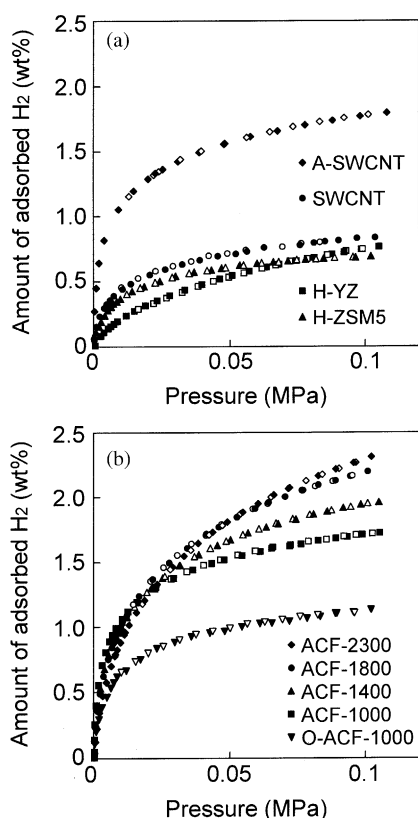 (a)
Amount of adsorbed H2 (wt%)
2.5
2.0
1.5
1.0
0.5
0
A-SWCNT
SWCNT
H-YZ
H-ZSM5
0
0.05
0.1
Pressure (MPa)
(b)
Amount of adsorbed H2 (wt%)
2.5
2.0
1.5
1.0
0.5
0
ACF-2300
ACF-1800
ACF-1400
ACF-1000
O-ACF-1000
0
0.05
0.1
Pressure (MPa)